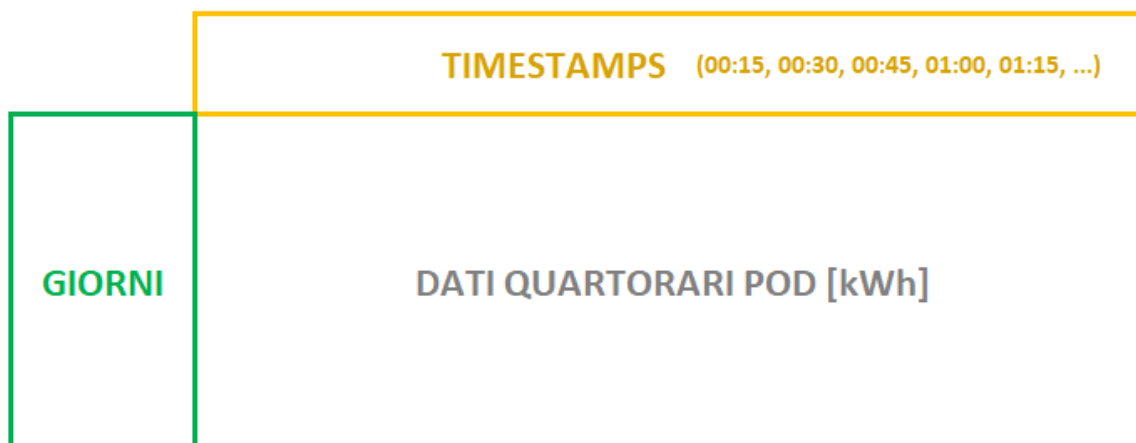 TIMESTAMPS (00:15, 00:30, 00:45, 01:00, 01:15, ...)
GIORNI
DATI QUARTORARI POD [kWh]